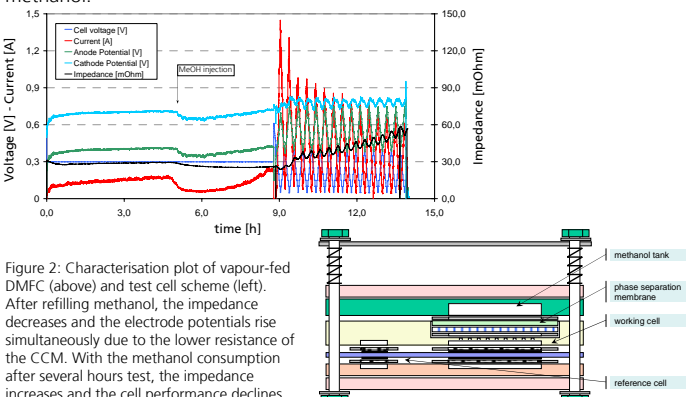 methanol.
1,5
1,2
0,9
0,6
0,3
0
Voltage [V] - Current [A]
Cell voltage [V]
Current [A]
Anode Potential [V]
Cathode Potential [V]
Impedance [mOhm]
MeOH injection
150,0
120,0
90,0
60,0
30,0
0,0
Impedance [mOhm]
0,0 3,0 6,0 9,0 12,0 15,0
time [h]
Figure 2: Characterisation plot of vapour-fed
DMFC (above) and test cell scheme (left).
After refilling methanol, the impedance
decreases and the electrode potentials rise
simultaneously due to the lower resistance of
the CCM. With the methanol consumption
after several hours test, the impedance
increases and the cell performance declines
methanol tank
phase separation
membrane
working cell
reference cell